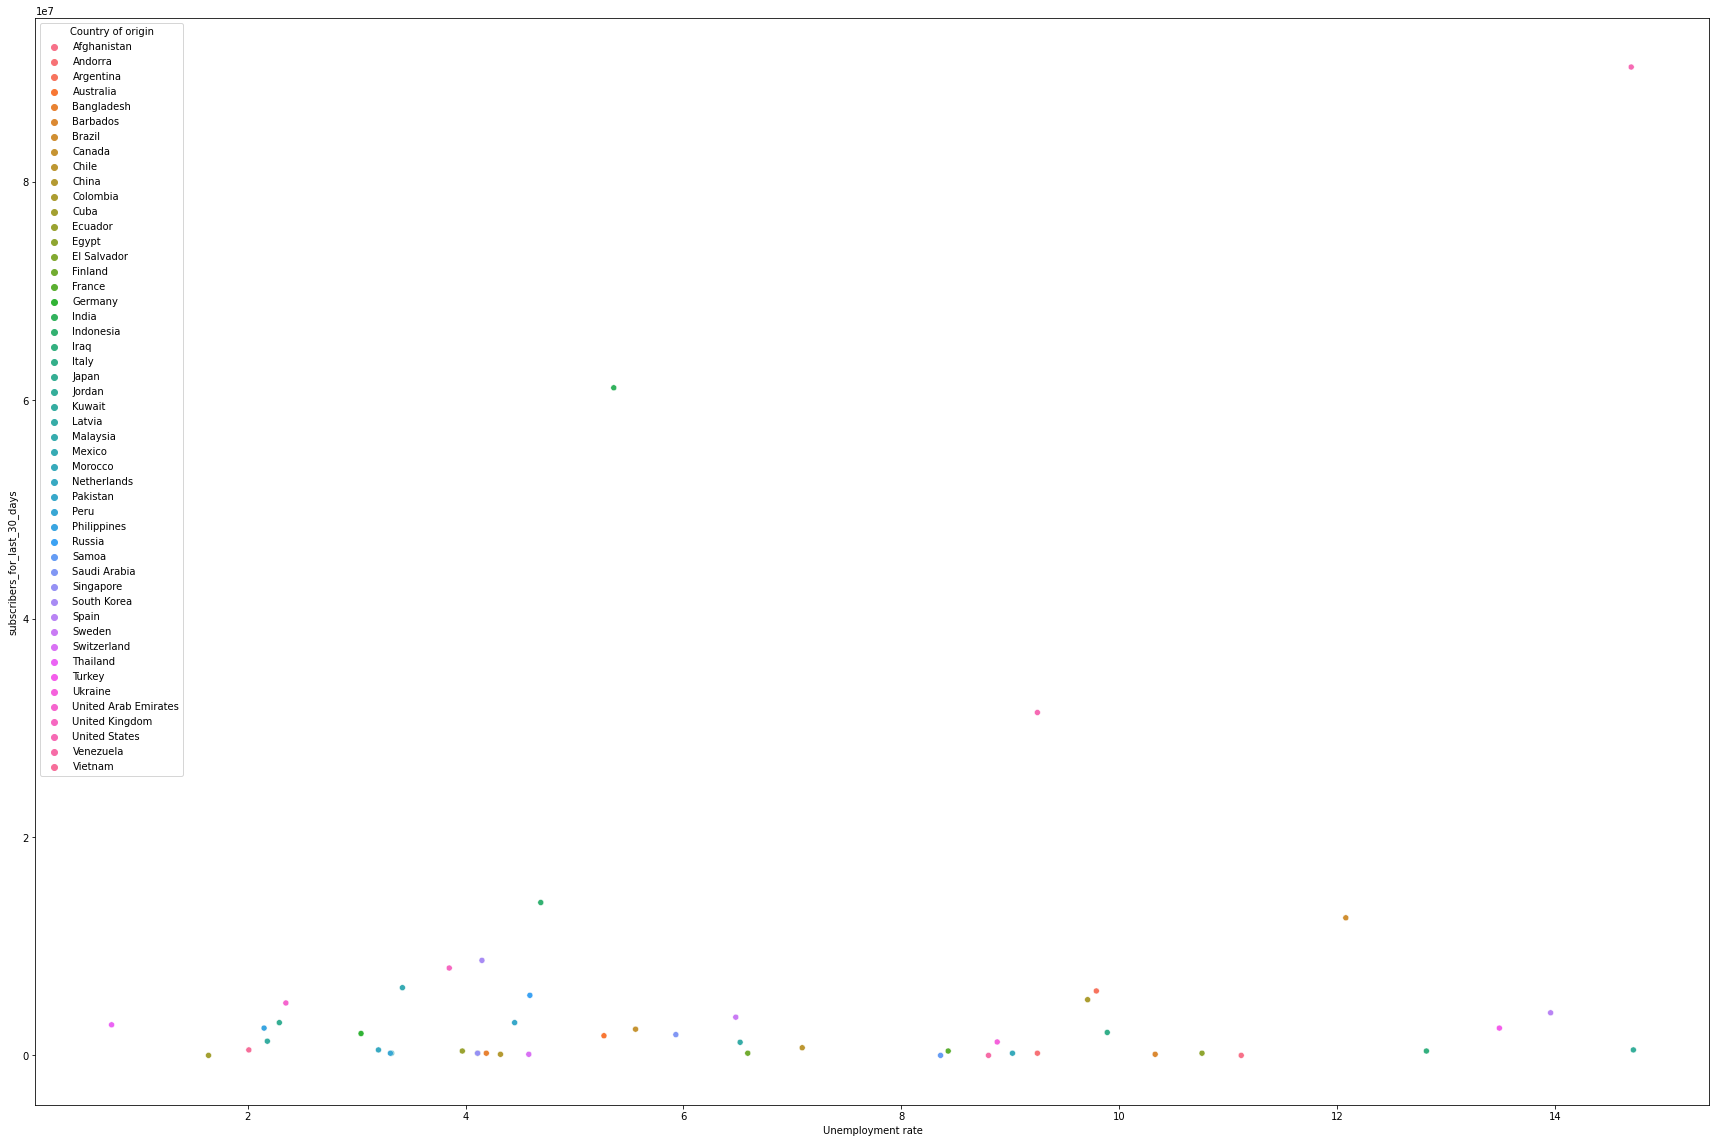 1e7
Country of origin
Afghanistan
Andorra
Argentina
Australia
Bangladesh
Barbados
Brazil
Canada
Chile
China
Colombia
Cuba
Ecuador
Egypt
El Salvador
Finland
France
Germany
India
Indonesia
Iraq
Italy
Japan
Jordan
Kuwait
Latvia
Malaysia
Mexico
Morocco
Netherlands
Pakistan
Peru
Philippines
Russia
Samoa
Saudi Arabia
Singapore
South Korea
Spain
Sweden
Switzerland
Thailand
Turkey
Ukraine
United Arab Emirates
United Kingdom
United States
Venezuela
Vietnam
8
6
4
2
0
subscribers_for_last_30_days
2 4 6 8 10 12 14
Unemployment rate